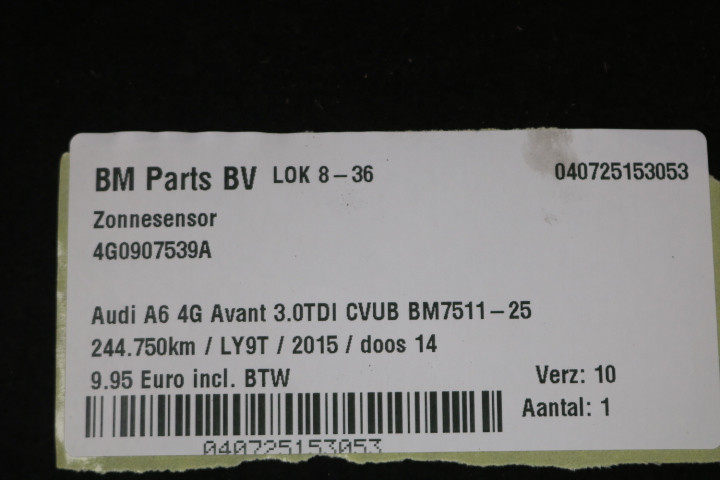 BM Parts BV LOK 8-36 040725153053
Zonnesensor
4G0907539A
Audi A6 4G Avant 3.0TDI CVUB BM7511-25
244.750km / LY9T / 2015 / doos 14
9.95 Euro incl. BTW Verz: 10
Aantal: 1
040725153053